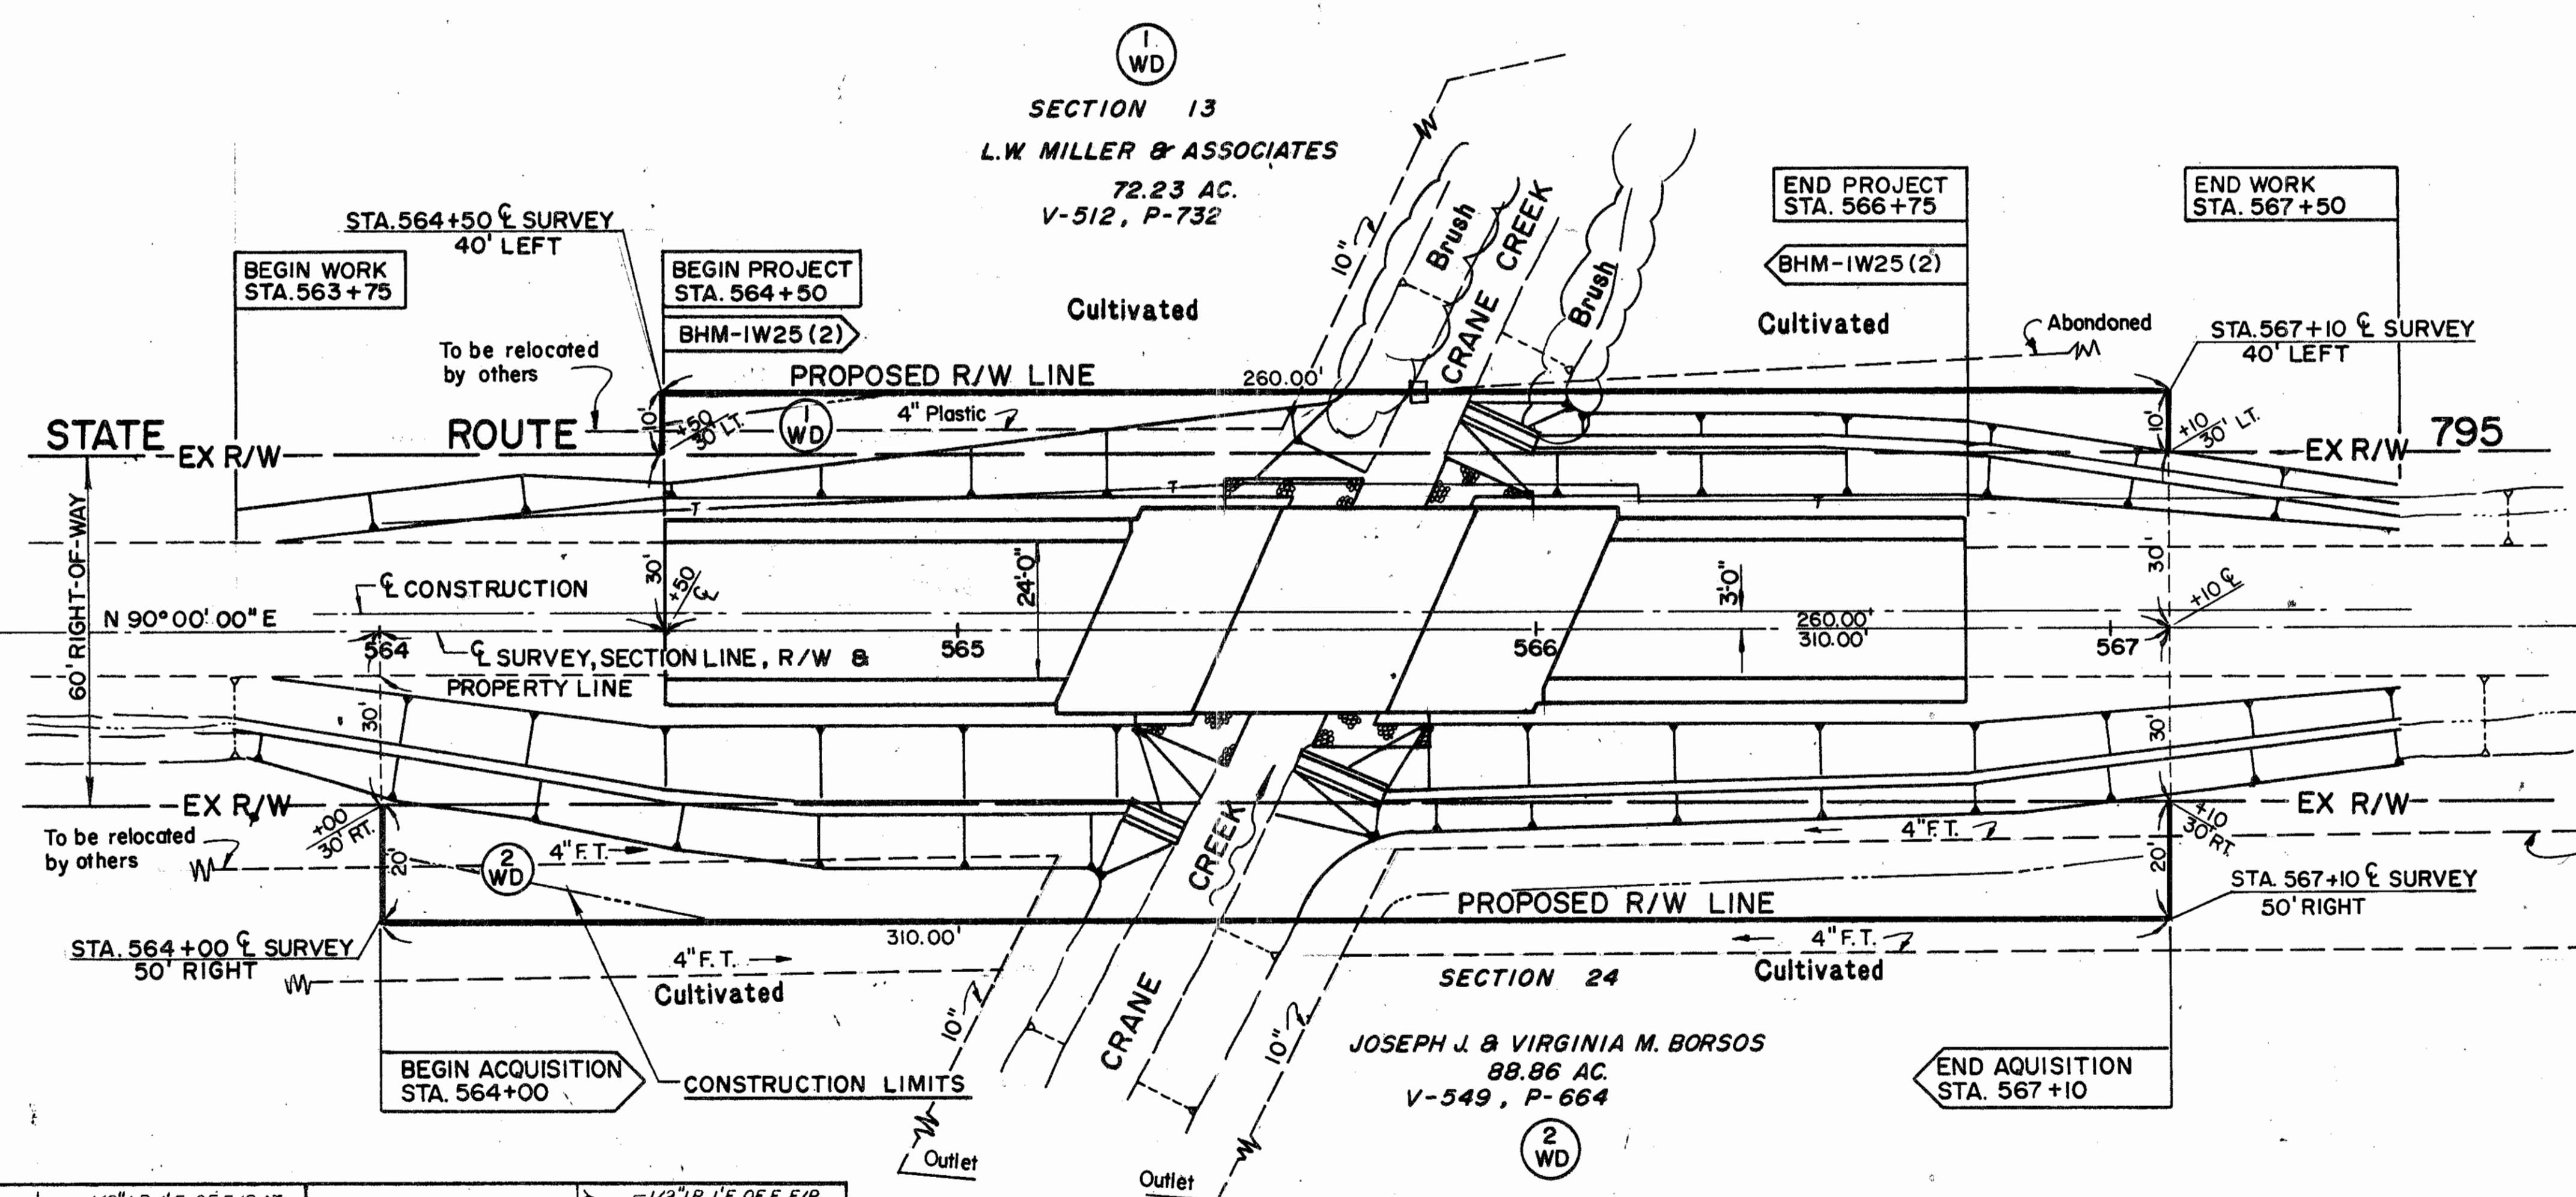 1
WD
SECTION 13
L.W. MILLER & ASSOCIATES
72.23 AC.
V-512, P-732
STA. 564+50 ℄ SURVEY
40' LEFT
BEGIN WORK
STA. 563+75
BEGIN PROJECT
STA. 564+50
BHM-1W25(2)
END PROJECT
STA. 566+75
BHM-1W25(2)
END WORK
STA. 567+50
Cultivated
Cultivated
10"
Brush
CRANE CREEK
Brush
Abondoned
STA. 567+10 ℄ SURVEY
40' LEFT
To be relocated
by others
PROPOSED R/W LINE
260.00'
10'
+50
30' LT.
1
WD
4" Plastic
10'
+10
30' LT.
STATE ROUTE 795
EX R/W
EX R/W
T
T
T
60' RIGHT-OF-WAY
℄ CONSTRUCTION
30'
+50
℄
24'-0"
3'-0"
30'
+10 ℄
N 90°00'00" E
260.00'
310.00'
564
565
566
567
℄ SURVEY, SECTION LINE, R/W &
PROPERTY LINE
30'
30'
EX R/W
EX R/W
To be relocated
by others
+00
30' RT.
20'
2
WD
4" F.T.
CREEK
4" F.T.
+10
30' RT.
20'
STA. 567+10 ℄ SURVEY
50' RIGHT
PROPOSED R/W LINE
STA. 564+00 ℄ SURVEY
50' RIGHT
310.00'
4" F.T.
Cultivated
4" F.T.
Cultivated
SECTION 24
10"
CRANE
10"
JOSEPH J. & VIRGINIA M. BORSOS
88.86 AC.
V-549, P-664
2
WD
BEGIN ACQUISITION
STA. 564+00
CONSTRUCTION LIMITS
END AQUISITION
STA. 567+10
Outlet
Outlet